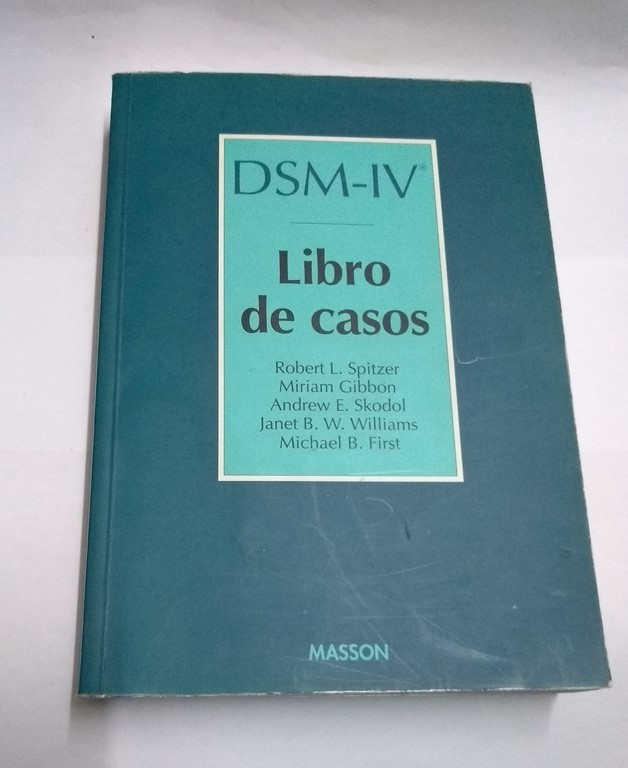 DSM-IV®
Libro
de casos
Robert L. Spitzer
Miriam Gibbon
Andrew E. Skodol
Janet B. W. Williams
Michael B. First
MASSON